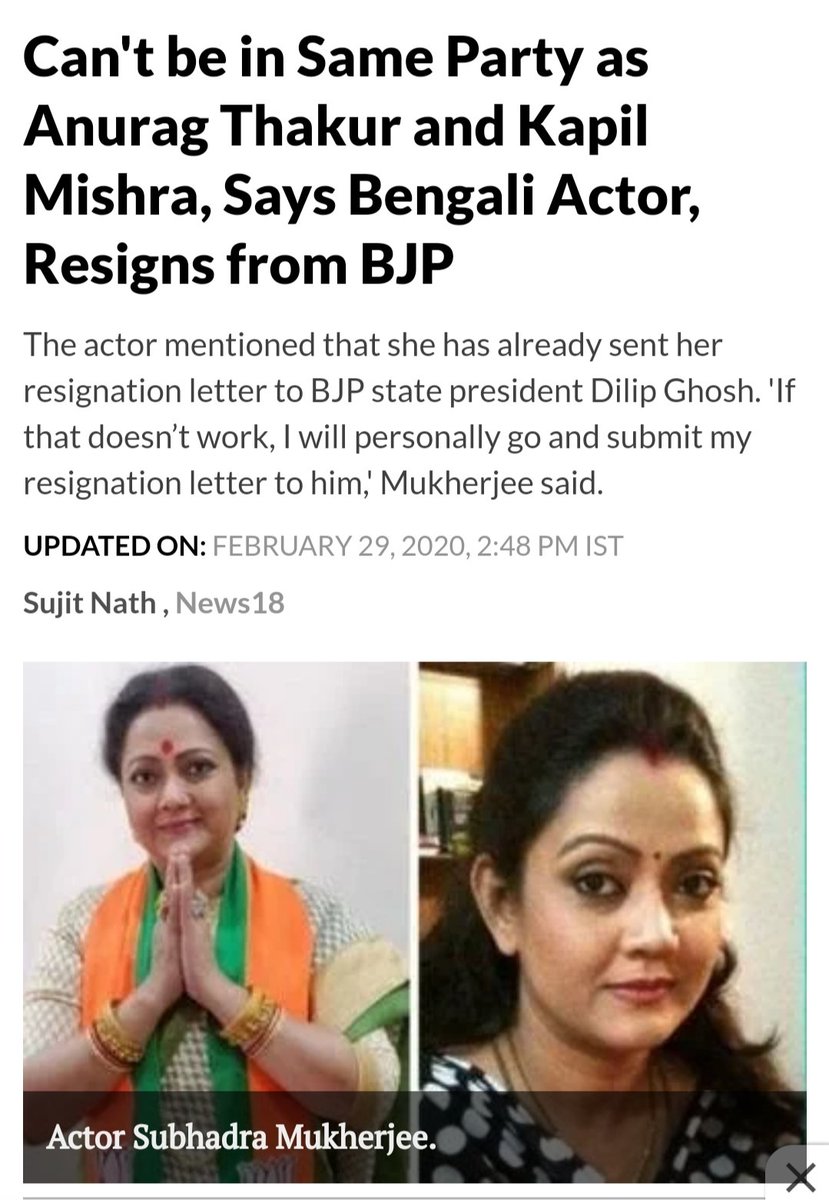 Can't be in Same Party as
Anurag Thakur and Kapil
Mishra, Says Bengali Actor,
Resigns from BJP
The actor mentioned that she has already sent her
resignation letter to BJP state president Dilip Ghosh. 'If
that doesn’t work, I will personally go and submit my
resignation letter to him,' Mukherjee said.
UPDATED ON: FEBRUARY 29, 2020, 2:48 PM IST
Sujit Nath , News18
Actor Subhadra Mukherjee.